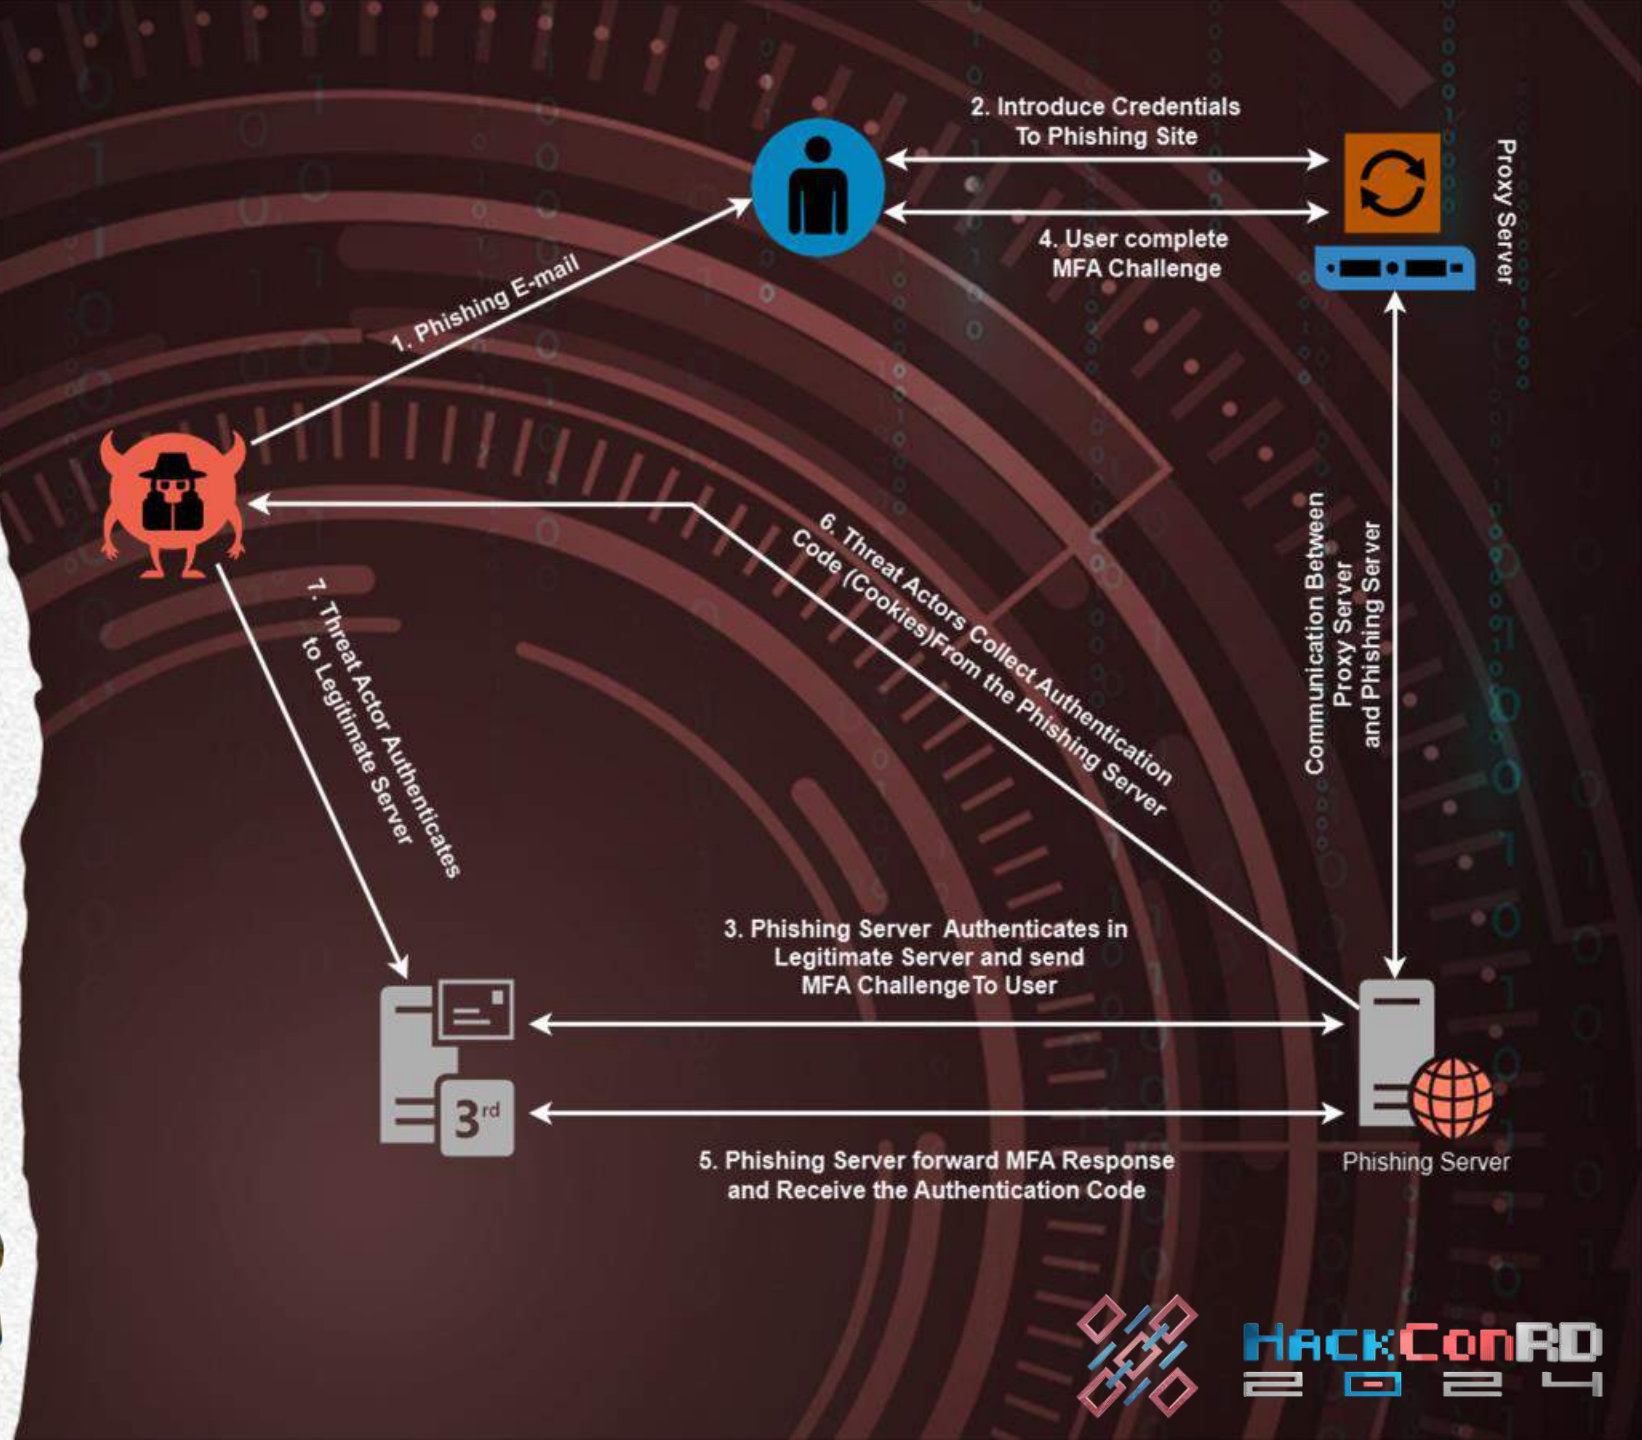 2. Introduce Credentials
To Phishing Site
Proxy Server
4. User complete
MFA Challenge
1. Phishing E-mail
6. Threat Actors Collect Authentication
Code (Cookies)From the Phishing Server
Communication Between
Proxy Server
and Phishing Server
7. Threat Actor Authenticates
to Legitimate Server
3. Phishing Server Authenticates in
Legitimate Server and send
MFA Challenge To User
3rd
5. Phishing Server forward MFA Response
and Receive the Authentication Code
Phishing Server
HackConRD
2024